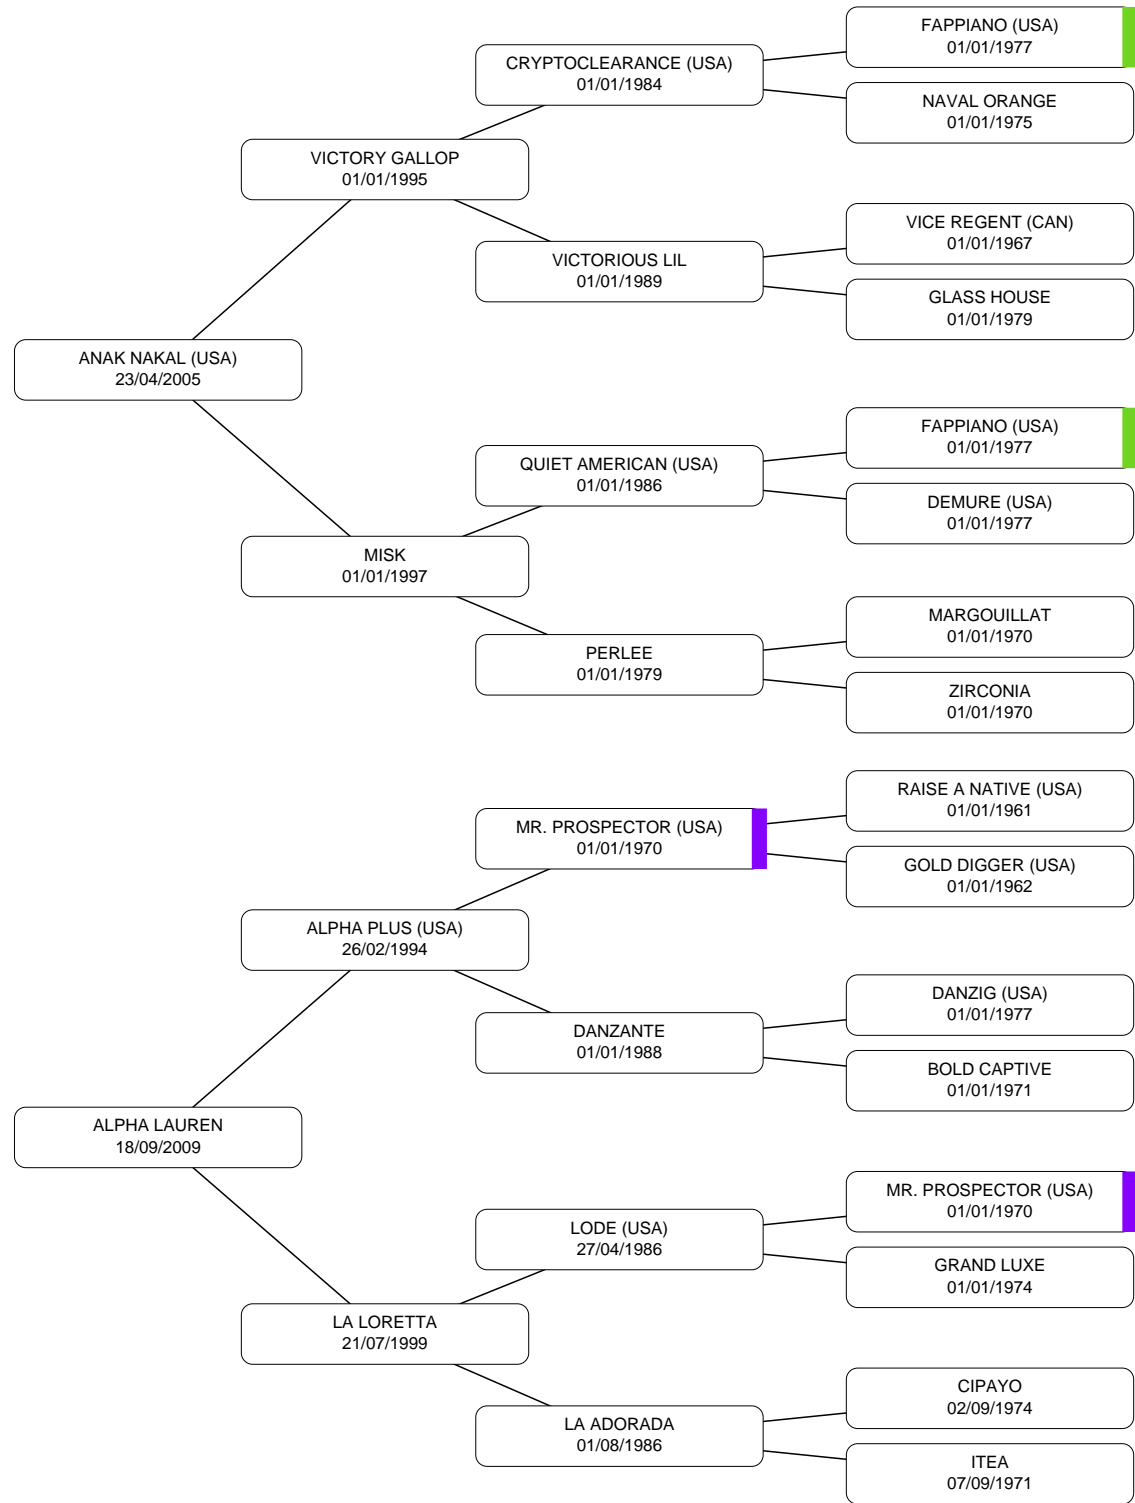 FAPPIANO (USA)
01/01/1977
CRYPTOCLEARANCE (USA)
01/01/1984
NAVAL ORANGE
01/01/1975
VICTORY GALLOP
01/01/1995
VICE REGENT (CAN)
01/01/1967
VICTORIOUS LIL
01/01/1989
GLASS HOUSE
01/01/1979
ANAK NAKAL (USA)
23/04/2005
FAPPIANO (USA)
01/01/1977
QUIET AMERICAN (USA)
01/01/1986
DEMURE (USA)
01/01/1977
MISK
01/01/1997
MARGOUILLAT
01/01/1970
PERLEE
01/01/1979
ZIRCONIA
01/01/1970
RAISE A NATIVE (USA)
01/01/1961
MR. PROSPECTOR (USA)
01/01/1970
GOLD DIGGER (USA)
01/01/1962
ALPHA PLUS (USA)
26/02/1994
DANZIG (USA)
01/01/1977
DANZANTE
01/01/1988
BOLD CAPTIVE
01/01/1971
ALPHA LAUREN
18/09/2009
MR. PROSPECTOR (USA)
01/01/1970
LODE (USA)
27/04/1986
GRAND LUXE
01/01/1974
LA LORETTA
21/07/1999
CIPAYO
02/09/1974
LA ADORADA
01/08/1986
ITEA
07/09/1971